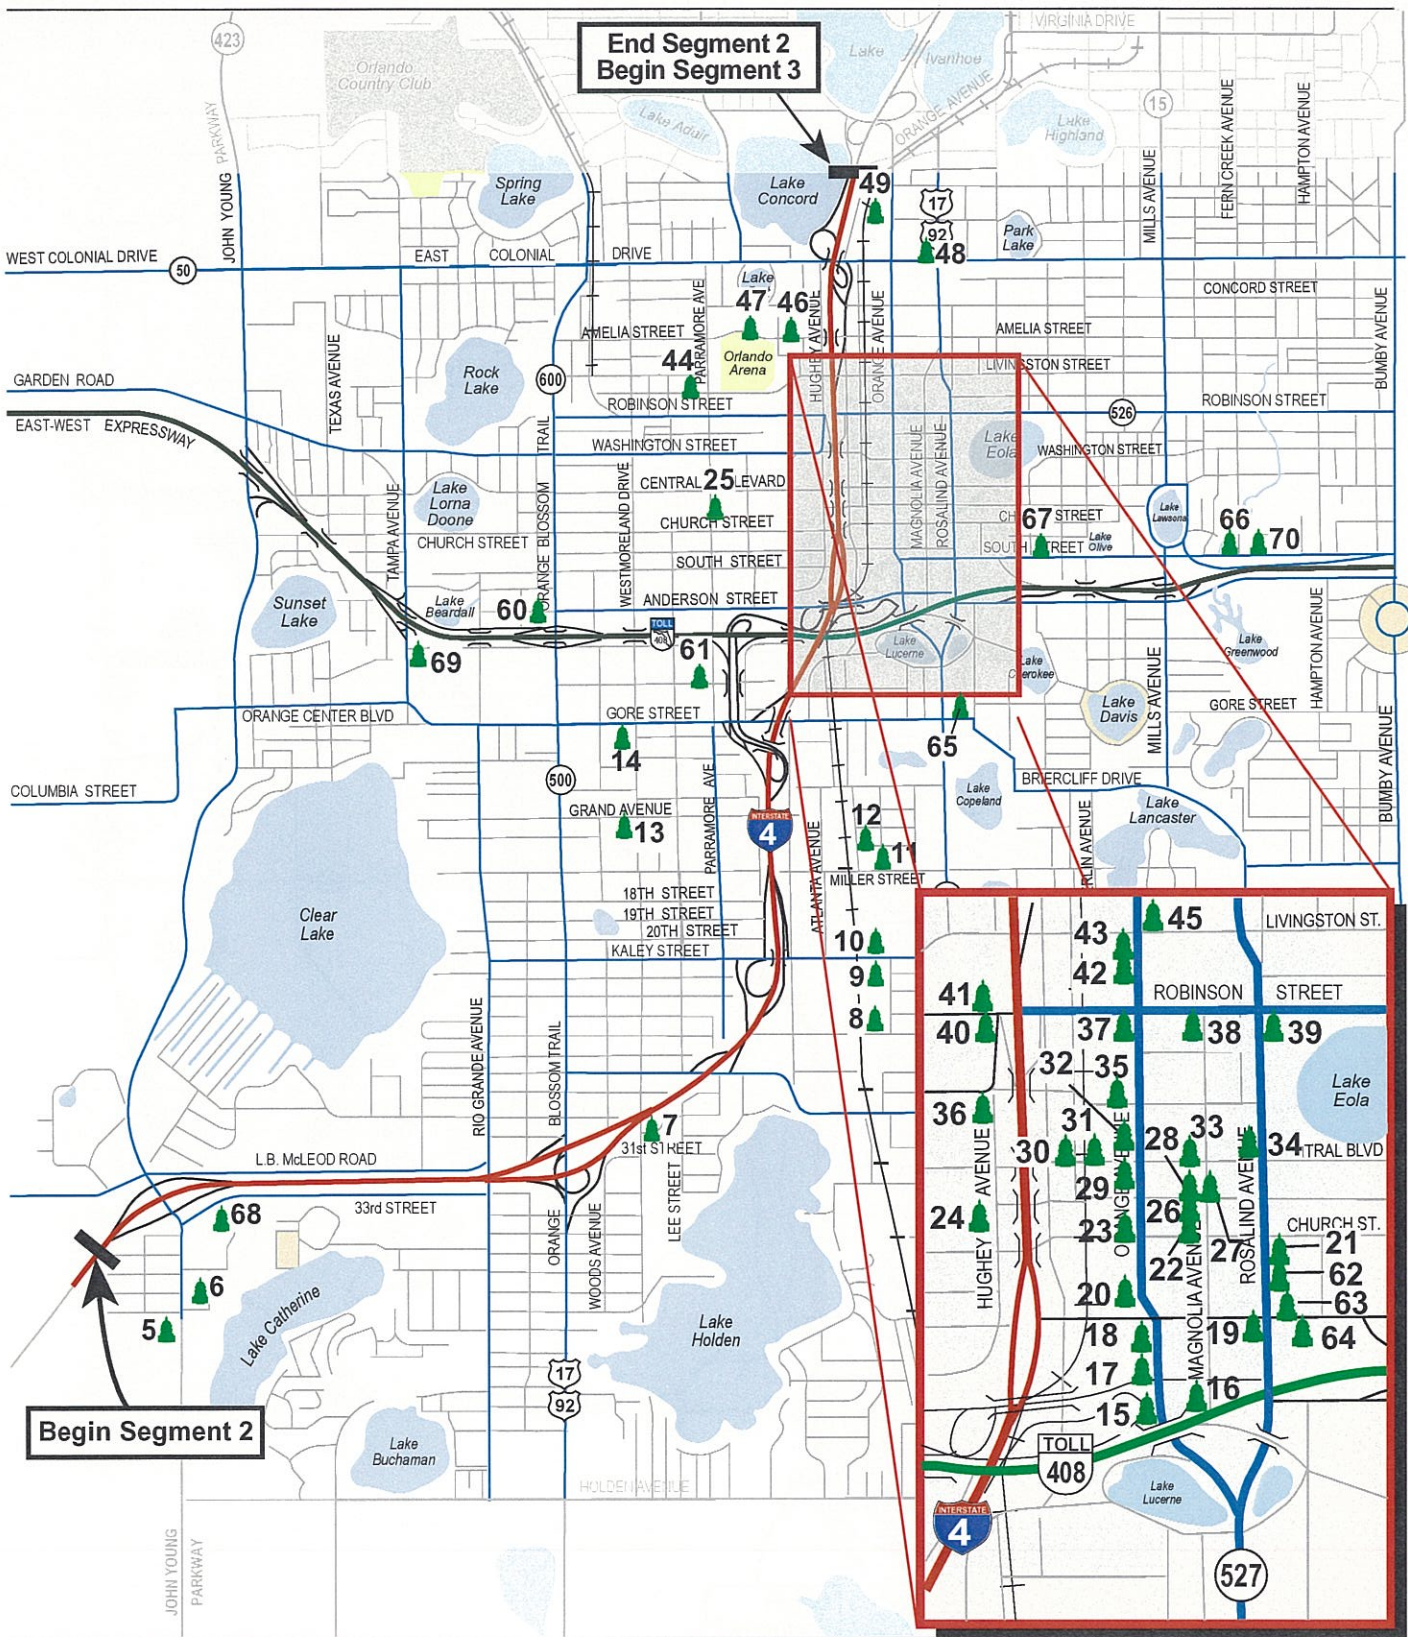 VIRGINIA DRIVE
423
15
End Segment 2
Begin Segment 3
Orlando
Country Club
Lake
Ivanhoe
ORANGE AVENUE
Lake Aduir
Lake
Highland
JOHN YOUNG PARKWAY
Spring
Lake
Lake
Concord
49
17
92
48
Park
Lake
MILLS AVENUE
FERN CREEK AVENUE
HAMPTON AVENUE
WEST COLONIAL DRIVE
50
EAST COLONIAL DRIVE
Lake
47
46
CONCORD STREET
AMELIA STREET
PARRAMORE AVE
HUGHEY AVENUE
ORANGE AVENUE
AMELIA STREET
BUMBY AVENUE
TEXAS AVENUE
Rock
Lake
600
44
Orlando
Arena
LIVINGSTON STREET
GARDEN ROAD
ROBINSON STREET
526
ROBINSON STREET
EAST-WEST EXPRESSWAY
WASHINGTON STREET
MAGNOLIA AVENUE
ROSALIND AVENUE
Lake
Eola
WASHINGTON STREET
TAMPA AVENUE
Lake
Lorna
Doone
ORANGE BLOSSOM TRAIL
WESTMORELAND DRIVE
CENTRAL
25
LEVARD
CHURCH STREET
CHURCH STREET
CH
STREET
67
Lake
Lawsona
66
70
SOUTH STREET
SOUTH
REET
Lake
Olive
Sunset
Lake
Lake
Beardall
60
ANDERSON STREET
TOLL
408
69
61
Lake
Lucerne
Lake
Cherokee
Lake
Greenwood
HAMPTON AVENUE
ORANGE CENTER BLVD
GORE STREET
65
Lake
Davis
MILLS AVENUE
GORE STREET
14
COLUMBIA STREET
500
GRAND AVENUE
13
PARRAMORE AVE
INTERSTATE
4
ATLANTA AVENUE
12
11
MILLER STREET
Lake
Copeland
BRIERCLIFF DRIVE
Lake
Lancaster
BUMBY AVENUE
RLIN AVENUE
Clear
Lake
18TH STREET
19TH STREET
20TH STREET
KALEY STREET
10
9
8
RIO GRANDE AVENUE
ORANGE BLOSSOM TRAIL
7
31st STREET
L.B. McLEOD ROAD
33rd STREET
68
WOODS AVENUE
LEE STREET
6
5
Lake Catherine
Lake
Holden
17
92
Begin Segment 2
Lake
Buchaman
HOLDEN AVENUE
JOHN YOUNG
PARKWAY
45
LIVINGSTON ST.
43
42
41
ROBINSON STREET
40
37
38
39
32
35
Lake
Eola
36
31
30
28
33
34
TRAL BLVD
29
HUGHEY AVENUE
ORANGE AVENUE
24
26
23
22
27
MAGNOLIA AVENUE
ROSALIND AVENUE
CHURCH ST.
21
62
20
63
18
19
64
17
16
15
TOLL
408
Lake
Lucerne
INTERSTATE
4
527